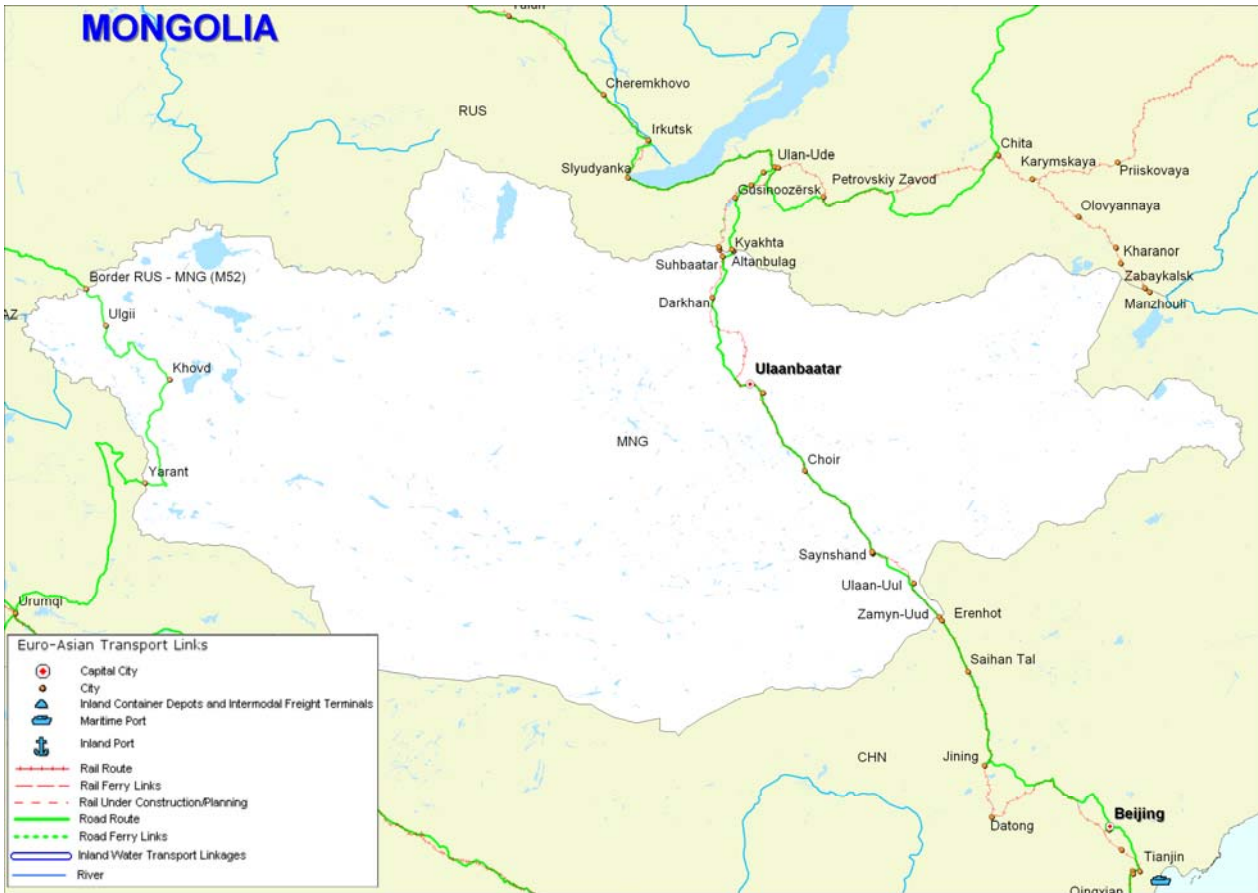 MONGOLIA
Tulun
Cheremkhovo
RUS
Irkutsk
Slyudyanka
Ulan-Ude
Chita
Karymskaya
Priiskovaya
Petrovskiy Zavod
Gusinoozërsk
Olovyannaya
Kharanor
Kyakhta
Altanbulag
Suhbaatar
Zabaykalsk
Manzhouli
Border RUS - MNG (M52)
Darkhan
AZ
Ulgii
Khovd
Ulaanbaatar
MNG
Choir
Yarant
Saynshand
Ulaan-Uul
Zamyn-Uud
Erenhot
Urumqi
Saihan Tal
Jining
CHN
Datong
Beijing
Tianjin
Qingxian
Euro-Asian Transport Links
Capital City
City
Inland Container Depots and Intermodal Freight Terminals
Maritime Port
Inland Port
Rail Route
Rail Ferry Links
Rail Under Construction/Planning
Road Route
Road Ferry Links
Inland Water Transport Linkages
River